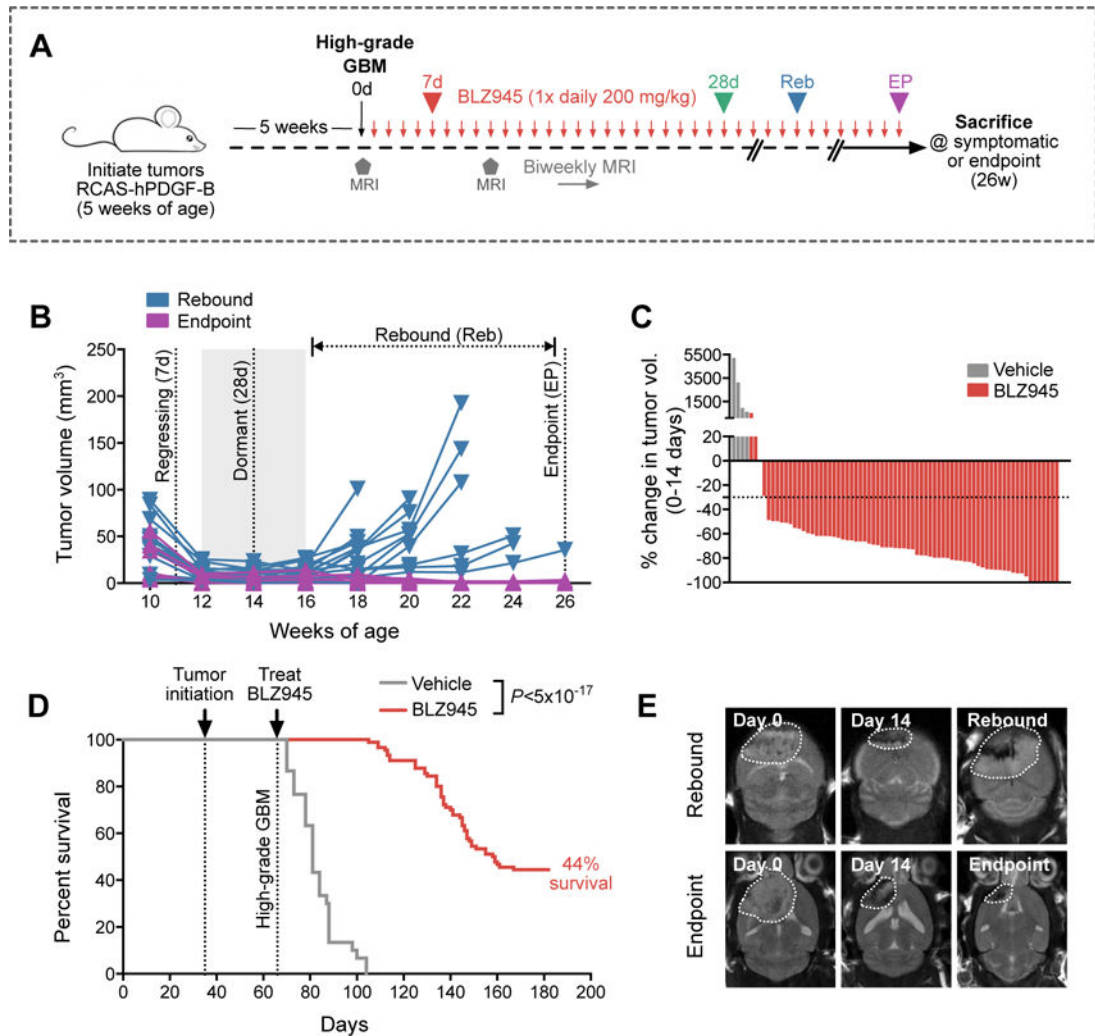 A
High-grade
GBM
0d
7d
BLZ945 (1x daily 200 mg/kg)
28d
Reb
EP
5 weeks
Initiate tumors
RCAS-hPDGF-B
(5 weeks of age)
MRI
MRI
Biweekly MRI
Sacrifice
@ symptomatic
or endpoint
(26w)
B
Rebound
Endpoint
Rebound (Reb)
Tumor volume (mm³)
250
200
150
100
50
0
Regressing (7d)
Dormant (28d)
Endpoint (EP)
10 12 14 16 18 20 22 24 26
Weeks of age
C
% change in tumor vol.
(0-14 days)
5500
3500
1500
20
0
-20
-40
-60
-80
-100
Vehicle
BLZ945
D
Tumor
initiation
Treat
BLZ945
Vehicle
BLZ945
P<5x10⁻¹⁷
Percent survival
100
80
60
40
20
0
High-grade GBM
44%
survival
0 20 40 60 80 100 120 140 160 180 200
Days
E
Rebound
Day 0
Day 14
Rebound
Endpoint
Day 0
Day 14
Endpoint